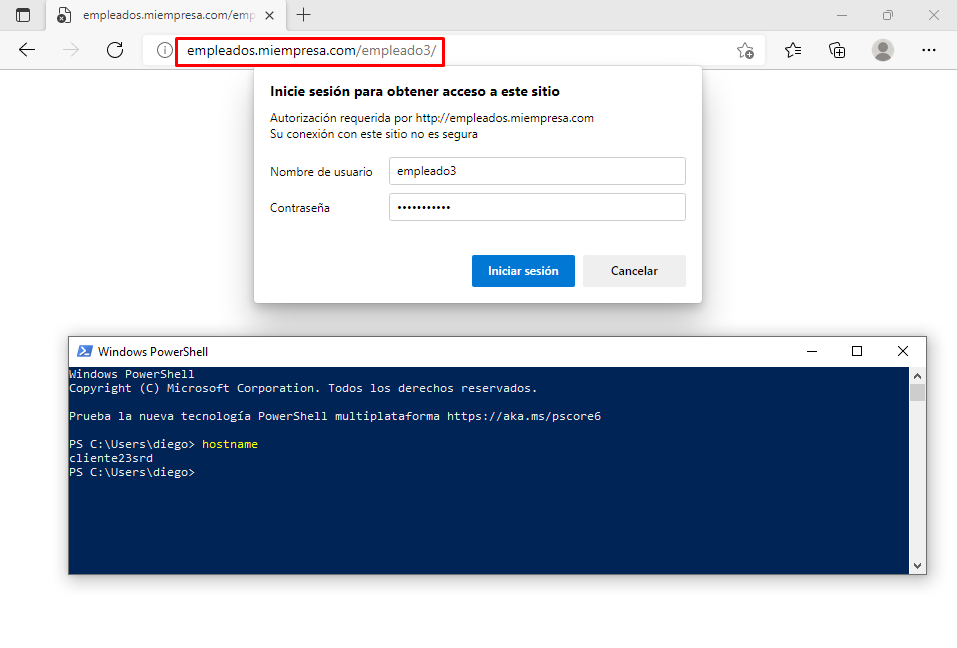 empleados.miempresa.com/emp
empleados.miempresa.com/empleado3/
Inicie sesión para obtener acceso a este sitio
Autorización requerida por http://empleados.miempresa.com
Su conexión con este sitio no es segura
Nombre de usuario empleado3
Contraseña •••••••••••
Iniciar sesión Cancelar
Windows PowerShell
Windows PowerShell
Copyright (C) Microsoft Corporation. Todos los derechos reservados.
Prueba la nueva tecnología PowerShell multiplataforma https://aka.ms/pscore6
PS C:\Users\diego> hostname
cliente23srd
PS C:\Users\diego>